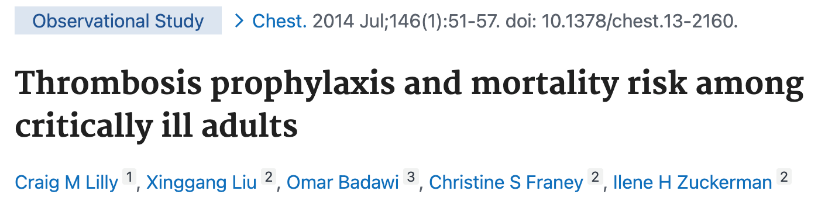 Observational Study > Chest. 2014 Jul;146(1):51-57. doi: 10.1378/chest.13-2160.
Thrombosis prophylaxis and mortality risk among
critically ill adults
Craig M Lilly 1, Xinggang Liu 2, Omar Badawi 3, Christine S Franey 2, Ilene H Zuckerman 2